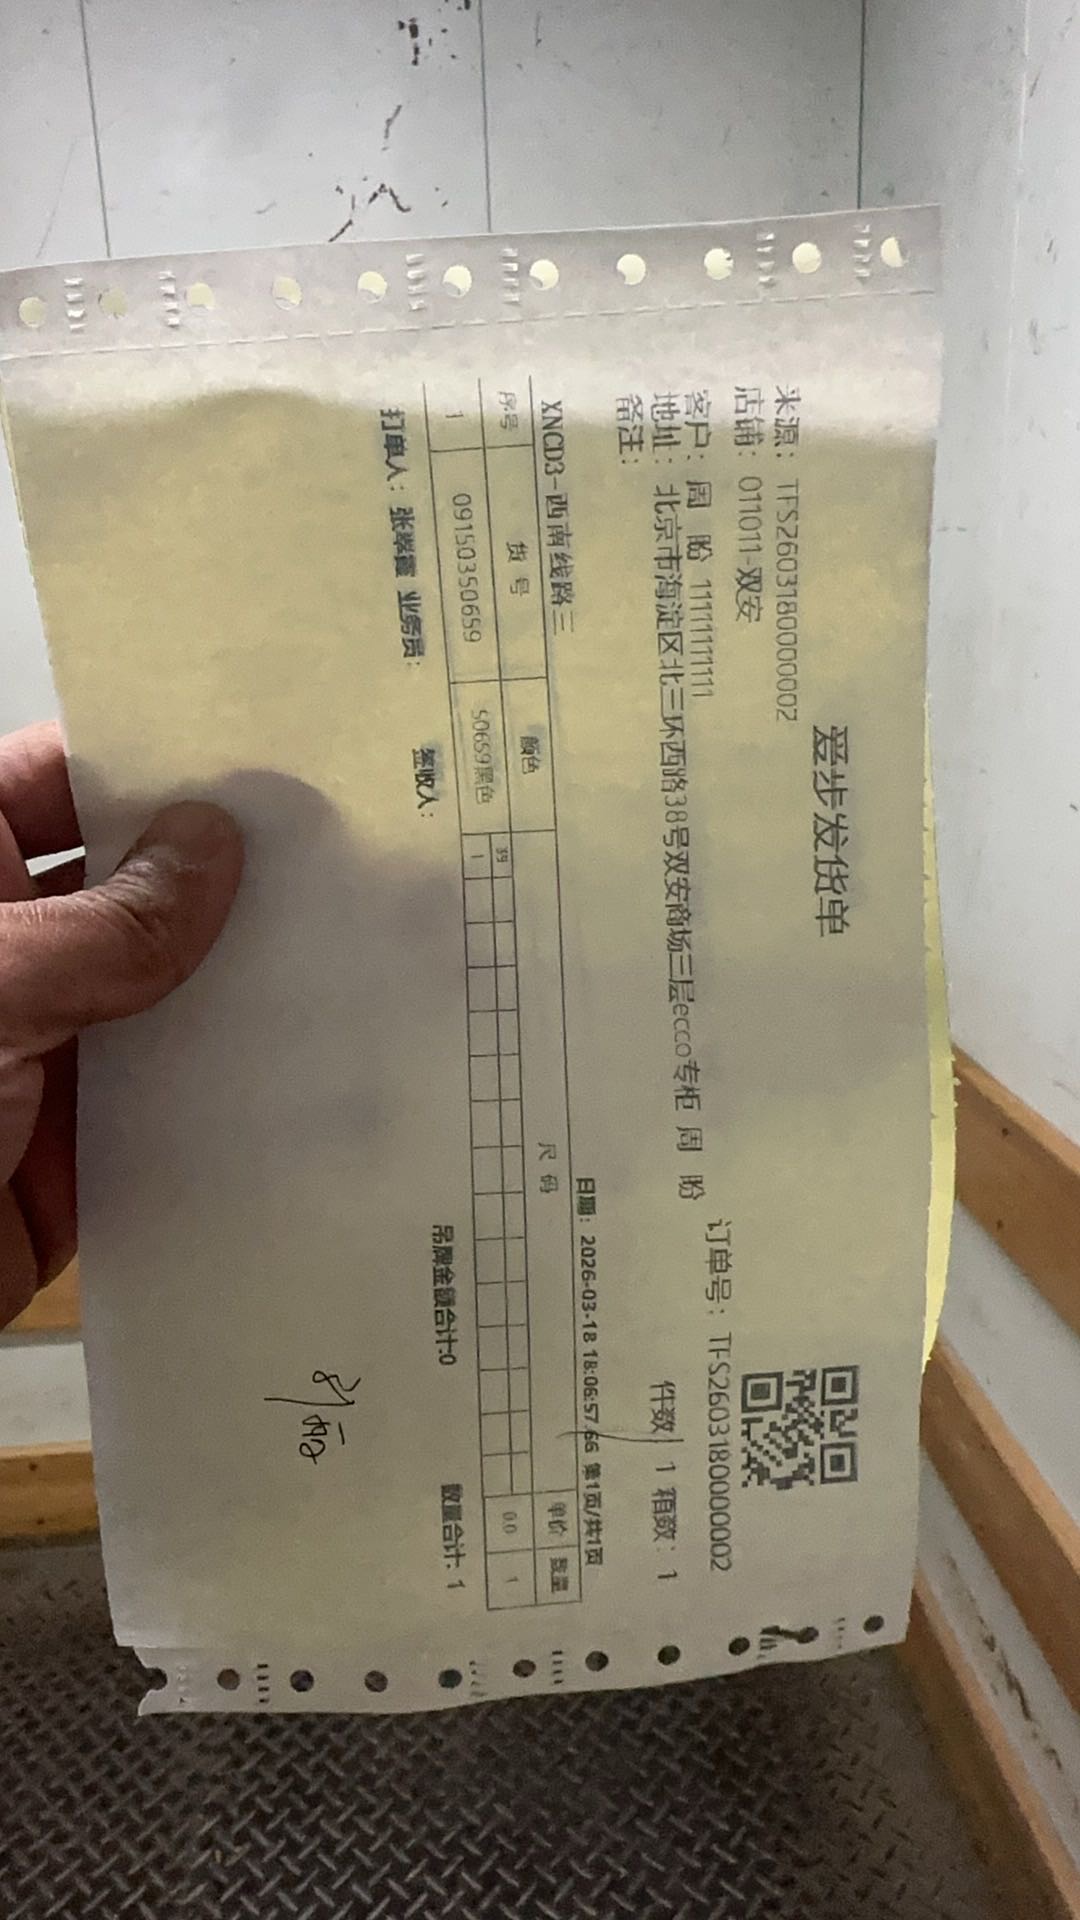 爱步发货单
来源：TFS260318000002
店铺：011011-双安
订单号：TFS260318000002
客户：周 盼 11111111111
地址：北京市海淀区北三环西路38号双安商场三层ecco专柜 周 盼
件数 1 箱数：1
备注：
XNCD3-西南线路三
日期：2026-03-18 18:06:57.66 第1页/共1页
序号 货号 颜色 尺码 单价 数量
39
1 09150350659 50659黑色 1 0.0 1
打单人：张翠霞 业务员： 签收人： 吊牌金额合计:0 数量合计: 1